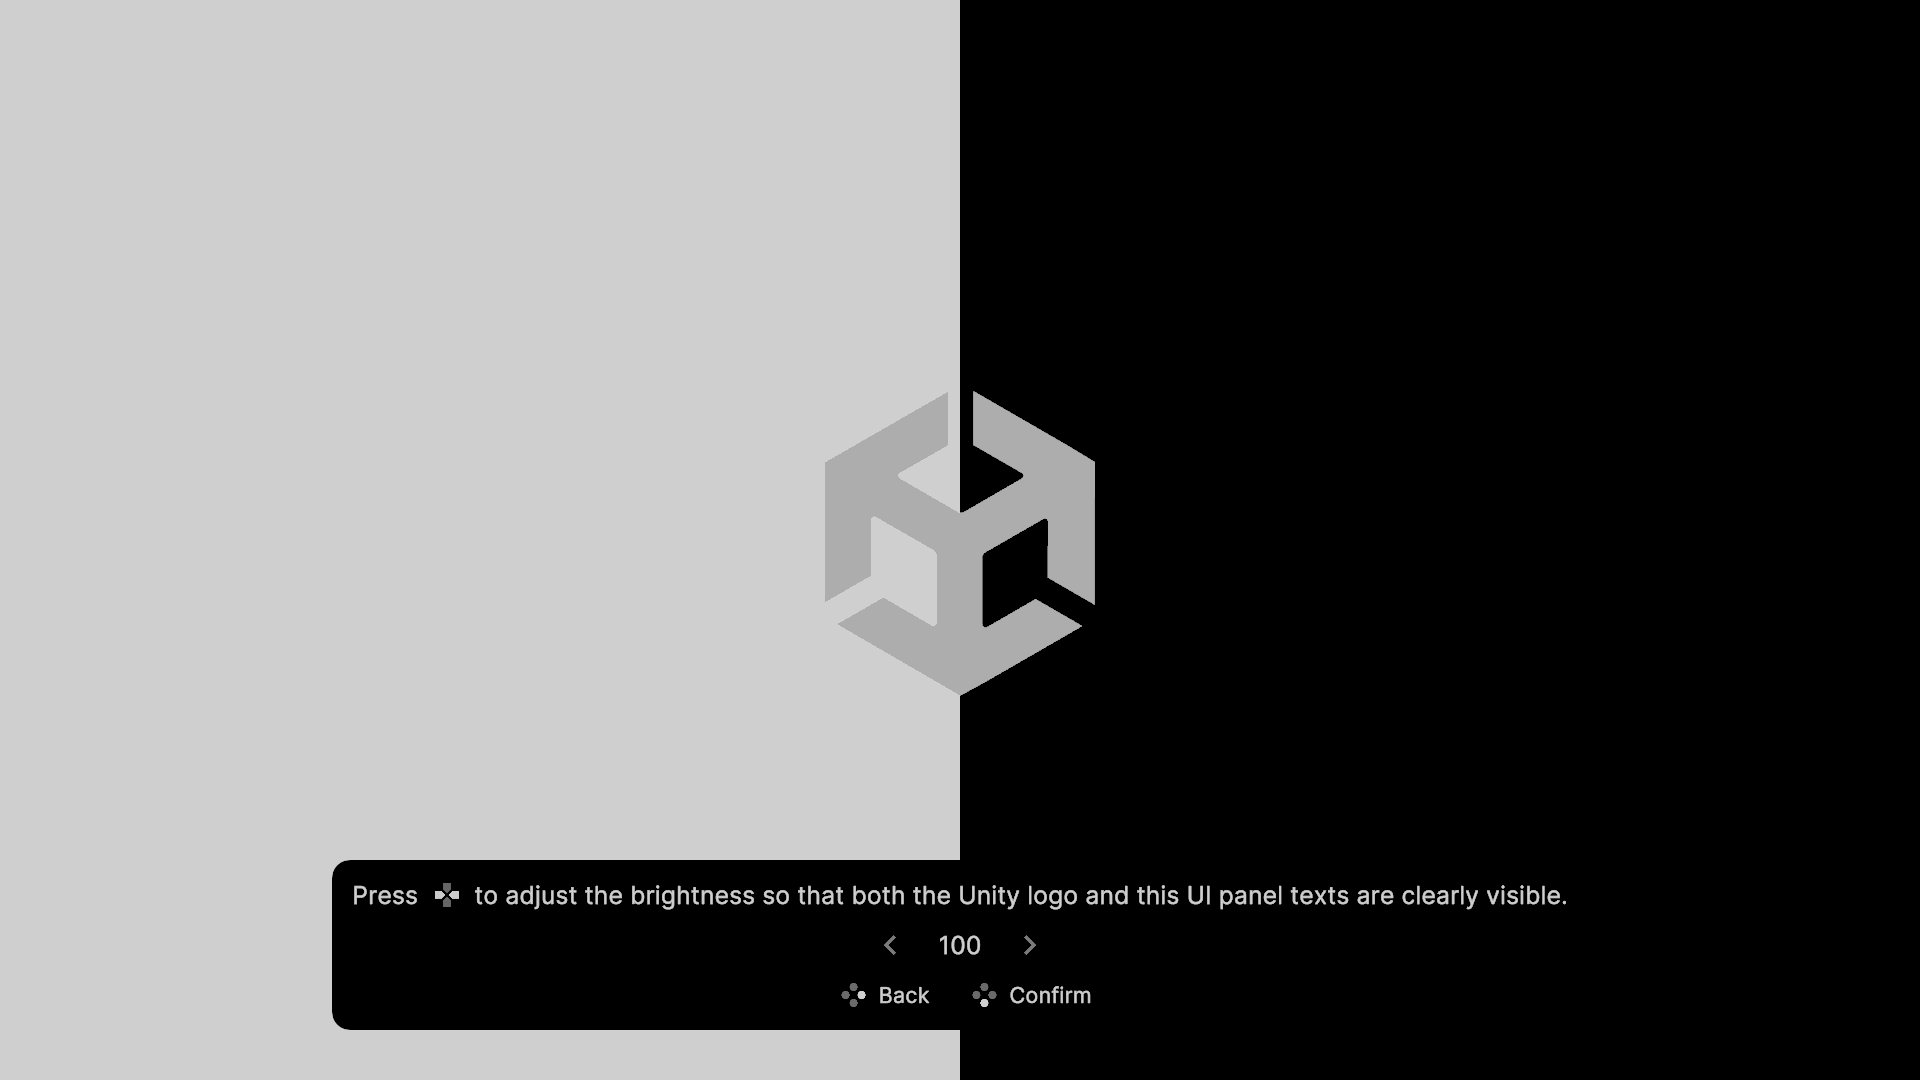 Press to adjust the brightness so that both the Unity logo and this UI panel texts are clearly visible.
100
Back Confirm